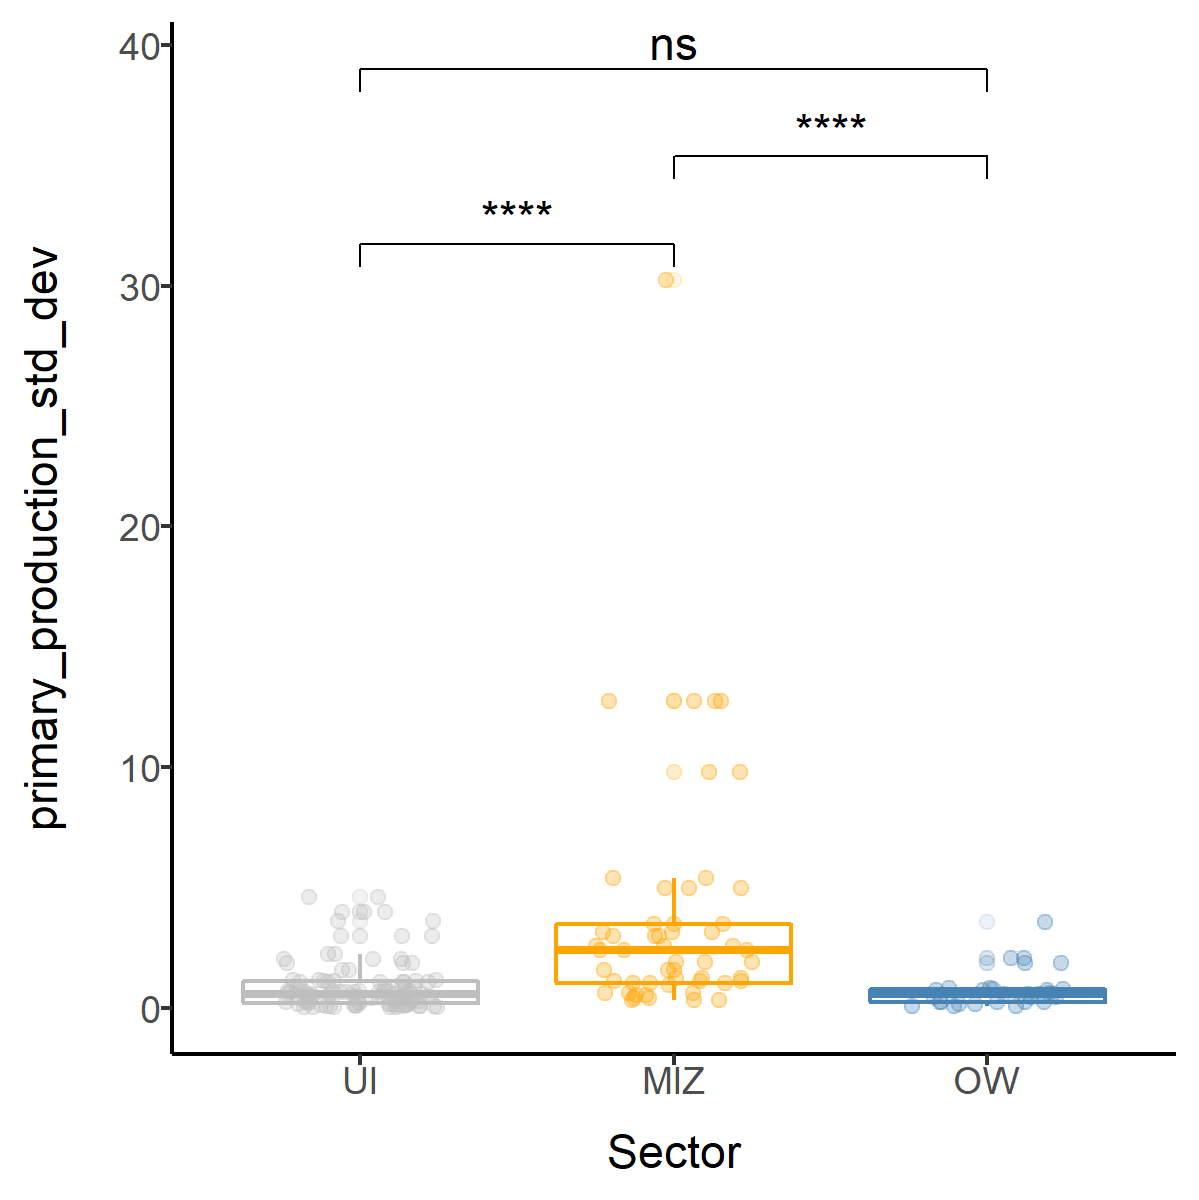 ns
****
****
40
30
20
10
0
primary_production_std_dev
UI
MIZ
OW
Sector